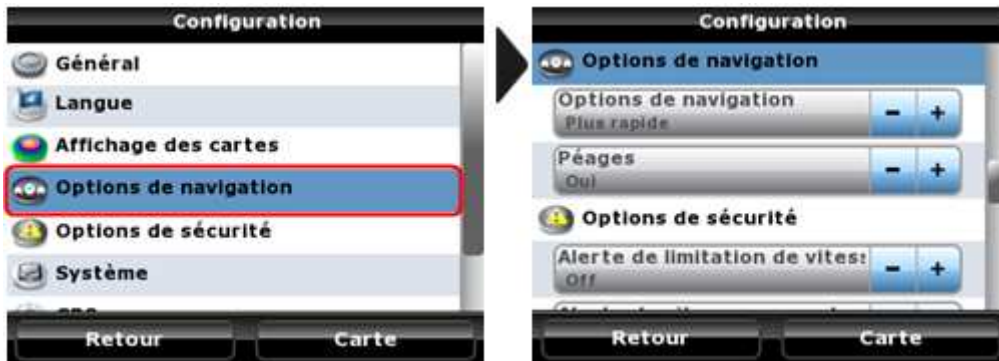 Configuration
Général
Langue
Affichage des cartes
Options de navigation
Options de sécurité
Système
Retour
Carte
Configuration
Options de navigation
Options de navigation
Plus rapide
- +
Péages
Oui
- +
Options de sécurité
Alerte de limitation de vites
Off
- +
Retour
Carte